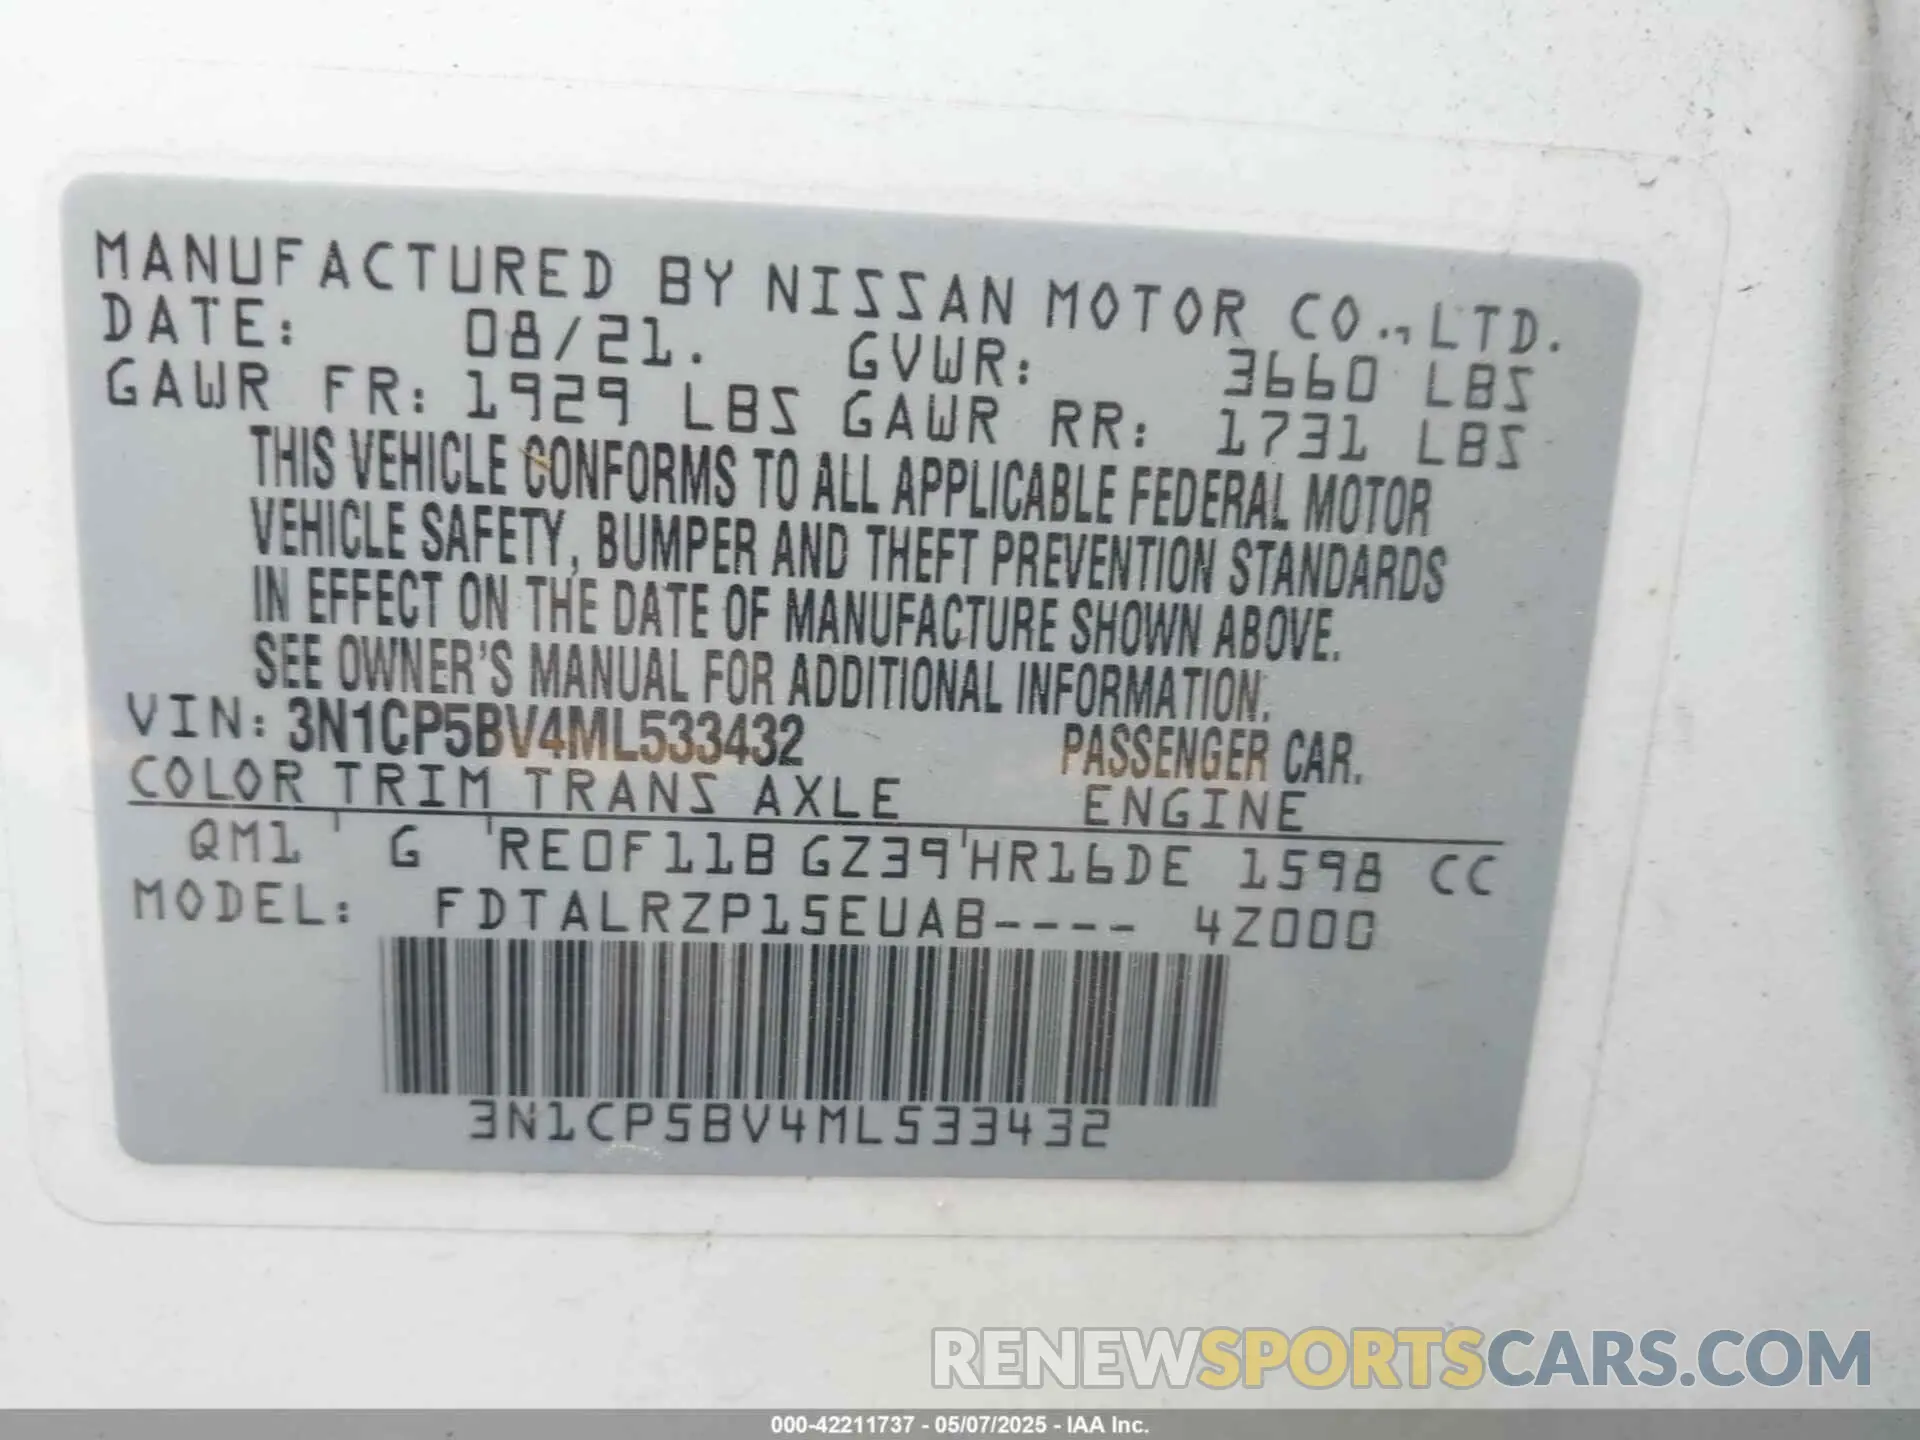 MANUFACTURED BY NISSAN MOTOR CO., LTD.
DATE: 08/21. GVWR: 3660 LBS
GAWR FR: 1929 LBS GAWR RR: 1731 LBS
THIS VEHICLE CONFORMS TO ALL APPLICABLE FEDERAL MOTOR
VEHICLE SAFETY, BUMPER AND THEFT PREVENTION STANDARDS
IN EFFECT ON THE DATE OF MANUFACTURE SHOWN ABOVE.
SEE OWNER'S MANUAL FOR ADDITIONAL INFORMATION.
VIN: 3N1CP5BV4ML533432 PASSENGER CAR.
COLOR TRIM TRANS AXLE ENGINE
QM1 G RE0F11B GZ39 HR16DE 1598 CC
MODEL: FDTALRZP15EUAB---- 4Z000
3N1CP5BV4ML533432
RENEWSPORTSCARS.COM
000-42211737 - 05/07/2025 - IAA Inc.